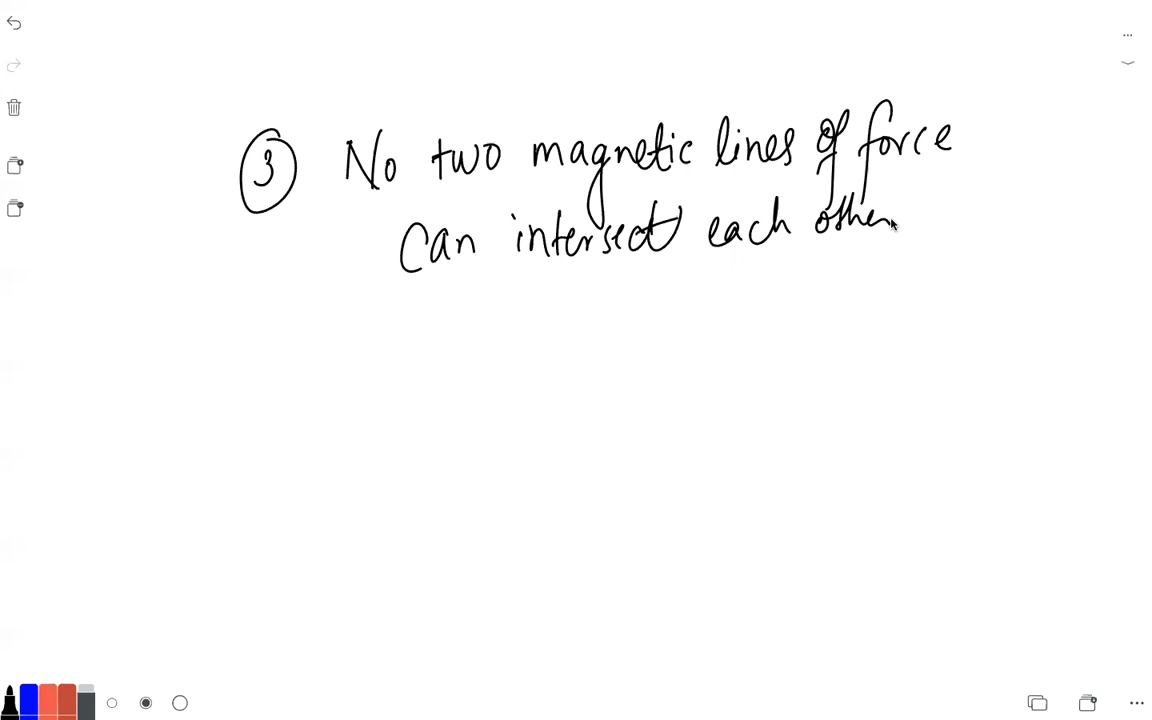 ③ No two magnetic lines of force
can intersect each other